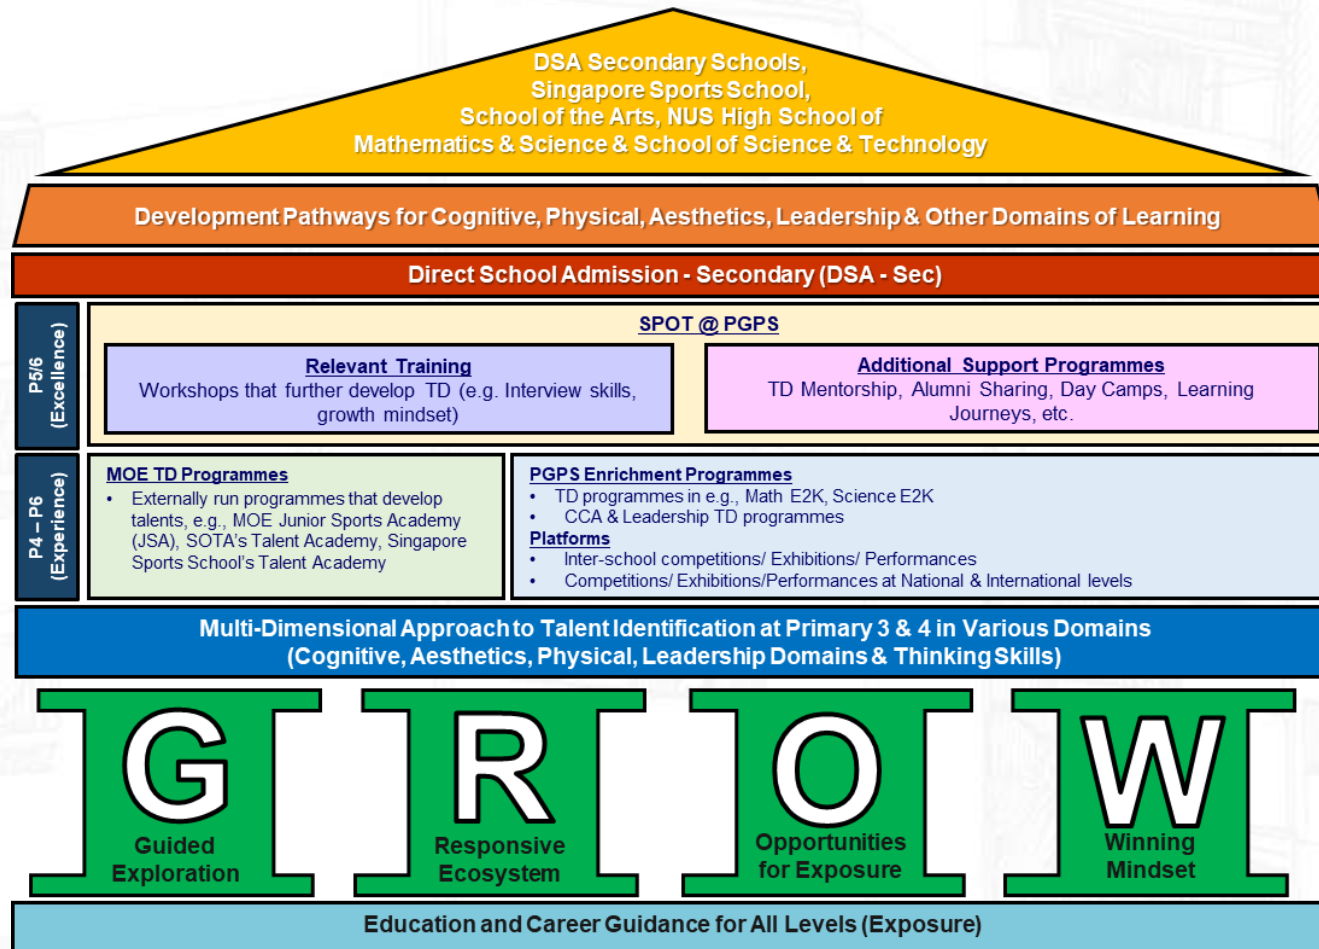 DSA Secondary Schools,
Singapore Sports School,
School of the Arts, NUS High School of
Mathematics & Science & School of Science & Technology
Development Pathways for Cognitive, Physical, Aesthetics, Leadership & Other Domains of Learning
Direct School Admission - Secondary (DSA - Sec)
P5/6
(Excellence)
SPOT @ PGPS
Relevant Training
Workshops that further develop TD (e.g. Interview skills,
growth mindset)
Additional Support Programmes
TD Mentorship, Alumni Sharing, Day Camps, Learning
Journeys, etc.
P4 – P6
(Experience)
MOE TD Programmes
• Externally run programmes that develop
talents, e.g., MOE Junior Sports Academy
(JSA), SOTA's Talent Academy, Singapore
Sports School's Talent Academy
PGPS Enrichment Programmes
• TD programmes in e.g., Math E2K, Science E2K
• CCA & Leadership TD programmes
Platforms
• Inter-school competitions/ Exhibitions/ Performances
• Competitions/ Exhibitions/Performances at National & International levels
Multi-Dimensional Approach to Talent Identification at Primary 3 & 4 in Various Domains
(Cognitive, Aesthetics, Physical, Leadership Domains & Thinking Skills)
G
Guided
Exploration
R
Responsive
Ecosystem
O
Opportunities
for Exposure
W
Winning
Mindset
Education and Career Guidance for All Levels (Exposure)